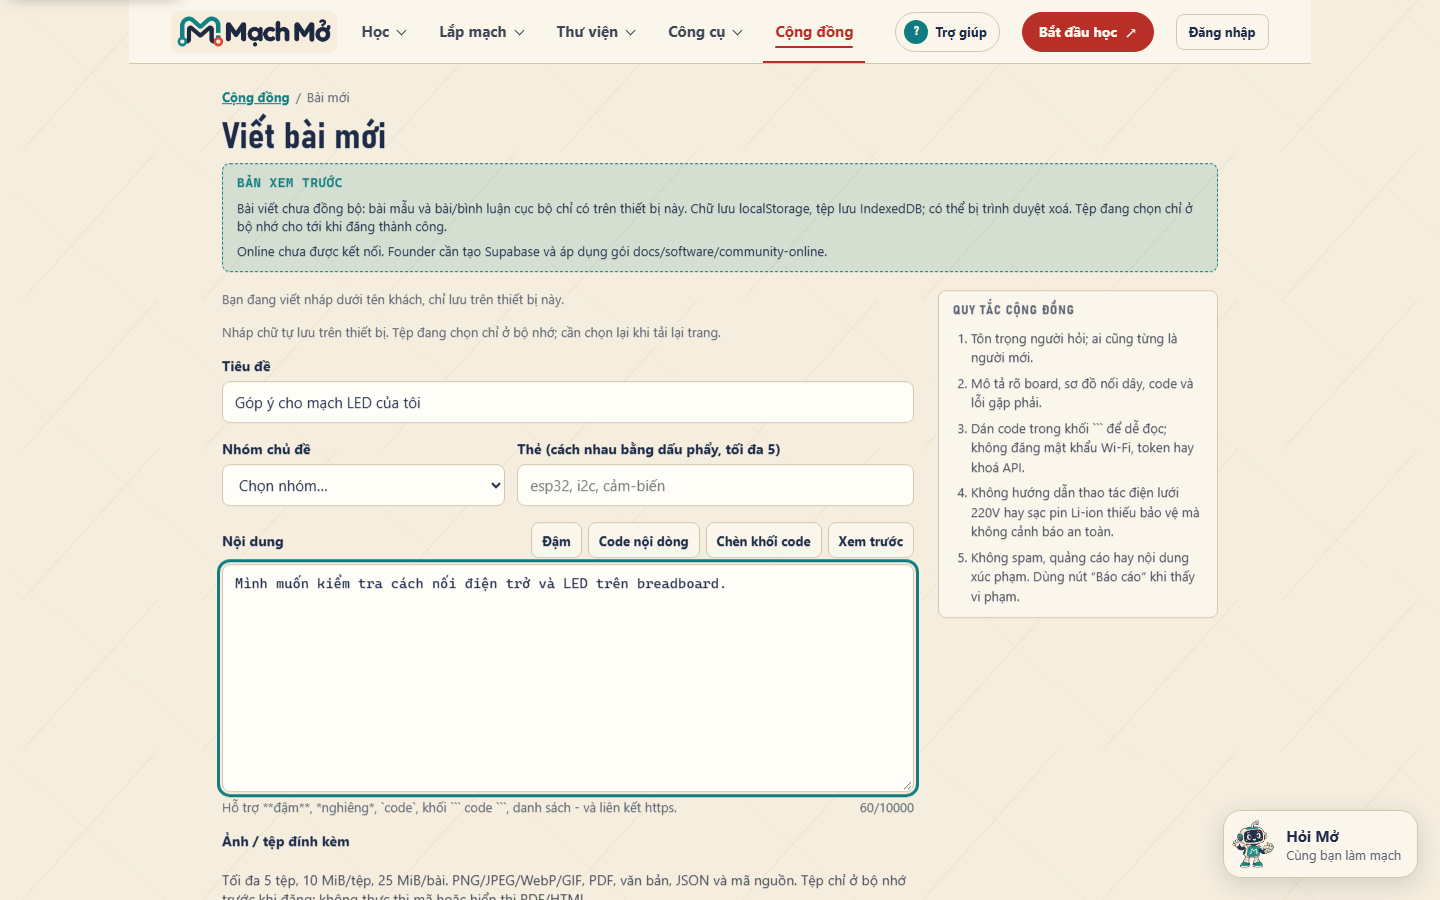 Mạch Mở
Học
Lắp mạch
Thư viện
Công cụ
Cộng đồng
? Trợ giúp
Bắt đầu học ↗
Đăng nhập
Cộng đồng / Bài mới
Viết bài mới
BẢN XEM TRƯỚC
Bài viết chưa đồng bộ: bài mẫu và bài/bình luận cục bộ chỉ có trên thiết bị này. Chữ lưu localStorage, tệp lưu IndexedDB; có thể bị trình duyệt xoá. Tệp đang chọn chỉ ở
bộ nhớ cho tới khi đăng thành công.
Online chưa được kết nối. Founder cần tạo Supabase và áp dụng gói docs/software/community-online.
Bạn đang viết nháp dưới tên khách, chỉ lưu trên thiết bị này.
Nháp chữ tự lưu trên thiết bị. Tệp đang chọn chỉ ở bộ nhớ; cần chọn lại khi tải lại trang.
Tiêu đề
Góp ý cho mạch LED của tôi
Nhóm chủ đề
Chọn nhóm...
Thẻ (cách nhau bằng dấu phẩy, tối đa 5)
esp32, i2c, cảm-biến
Nội dung
Đậm
Code nội dòng
Chèn khối code
Xem trước
Mình muốn kiểm tra cách nối điện trở và LED trên breadboard.
Hỗ trợ **đậm**, *nghiêng*, `code`, khối ``` code ```, danh sách - và liên kết https.
60/10000
Ảnh / tệp đính kèm
Tối đa 5 tệp, 10 MiB/tệp, 25 MiB/bài. PNG/JPEG/WebP/GIF, PDF, văn bản, JSON và mã nguồn. Tệp chỉ ở bộ nhớ
trước khi đăng; không thực thi mã hoặc hiển thị PDF/HTML.
QUY TẮC CỘNG ĐỒNG
1. Tôn trọng người hỏi; ai cũng từng là
người mới.
2. Mô tả rõ board, sơ đồ nối dây, code và
lỗi gặp phải.
3. Dán code trong khối ``` để dễ đọc;
không đăng mật khẩu Wi-Fi, token hay
khoá API.
4. Không hướng dẫn thao tác điện lưới
220V hay sạc pin Li-ion thiếu bảo vệ mà
không cảnh báo an toàn.
5. Không spam, quảng cáo hay nội dung
xúc phạm. Dùng nút “Báo cáo” khi thấy
vi phạm.
Hỏi Mở
Cùng bạn làm mạch